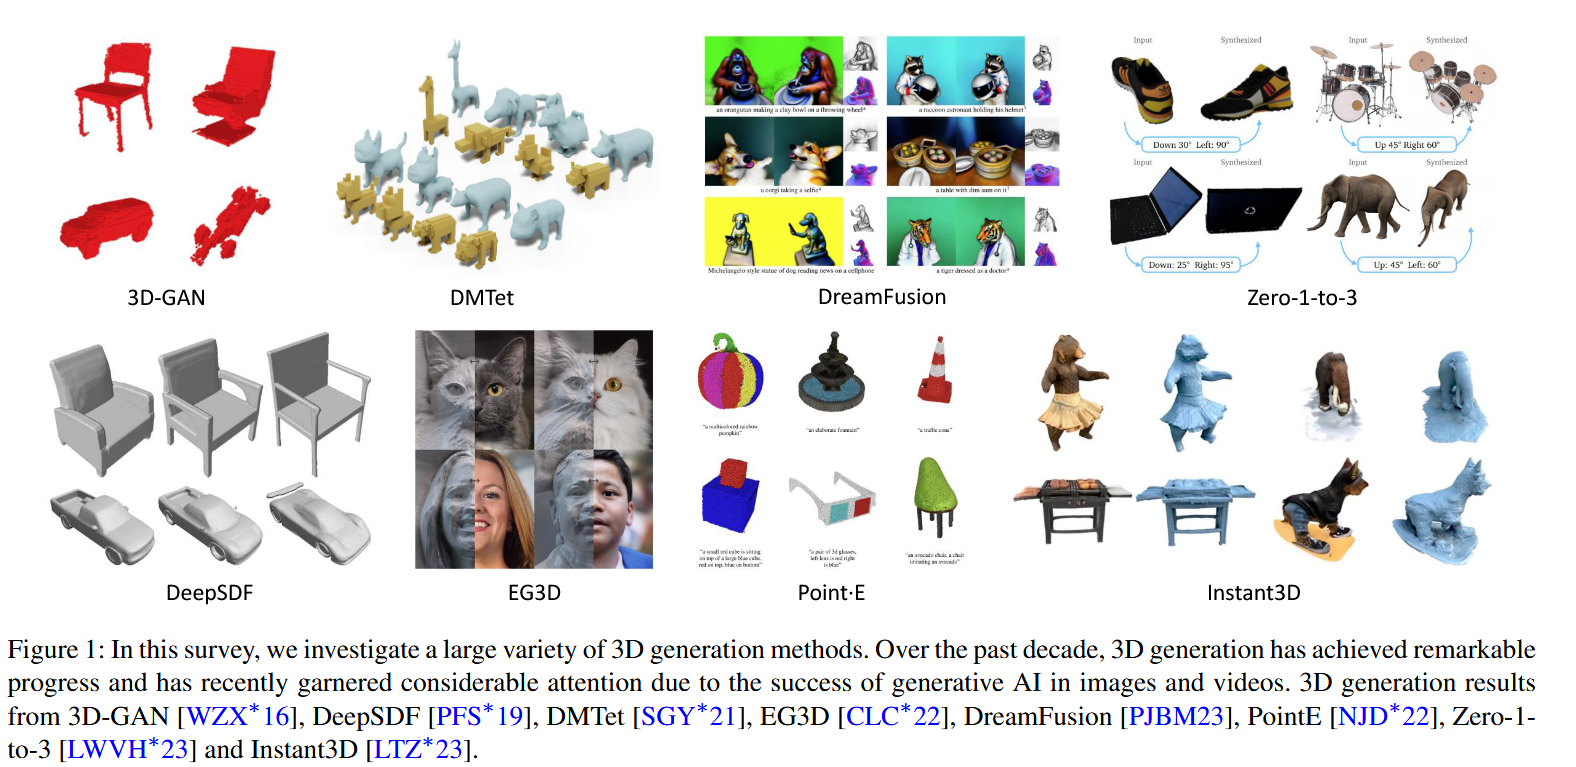 Input
Synthesized
Input
Synthesized
an orangutan making a clay bowl on a throwing wheel*
a raccoon astronaut holding his helmet†
Down 30° Left: 90°
Up 45° Right 60°
Input
Synthesized
Input
Synthesized
a corgi taking a selfie*
a table with dim sum on it†
Michelangelo style statue of dog reading news on a cellphone
a tiger dressed as a doctor*
Down: 25° Right: 95°
Up: 45° Left: 60°
3D-GAN
DMTet
DreamFusion
Zero-1-to-3
"a multicolored rainbow
pumpkin"
"an elaborate fountain"
"a traffic cone"
"a small red cube is sitting
on top of a large blue cube.
red on top, blue on bottom"
"a pair of 3d glasses,
left lens is red right
is blue"
"an avocado chair, a chair
imitating an avocado"
DeepSDF
EG3D
Point·E
Instant3D
Figure 1: In this survey, we investigate a large variety of 3D generation methods. Over the past decade, 3D generation has achieved remarkable
progress and has recently garnered considerable attention due to the success of generative AI in images and videos. 3D generation results
from 3D-GAN [WZX*16], DeepSDF [PFS*19], DMTet [SGY*21], EG3D [CLC*22], DreamFusion [PJBM23], PointE [NJD*22], Zero-1-
to-3 [LWVH*23] and Instant3D [LTZ*23].